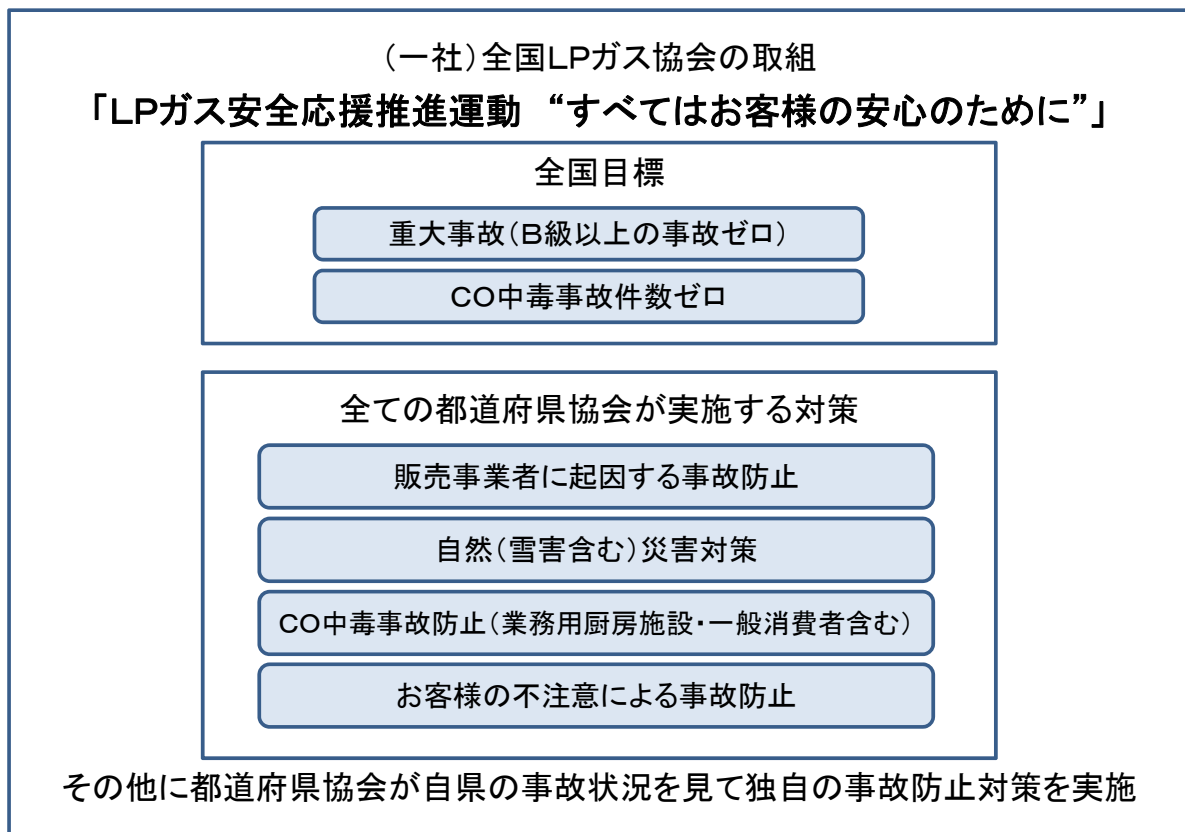 (一社)全国LPガス協会の取組
「LPガス安全応援推進運動 “すべてはお客様の安心のために”」
全国目標
重大事故(B級以上の事故ゼロ)
CO中毒事故件数ゼロ
全ての都道府県協会が実施する対策
販売事業者に起因する事故防止
自然(雪害含む)災害対策
CO中毒事故防止(業務用厨房施設・一般消費者含む)
お客様の不注意による事故防止
その他に都道府県協会が自県の事故状況を見て独自の事故防止対策を実施